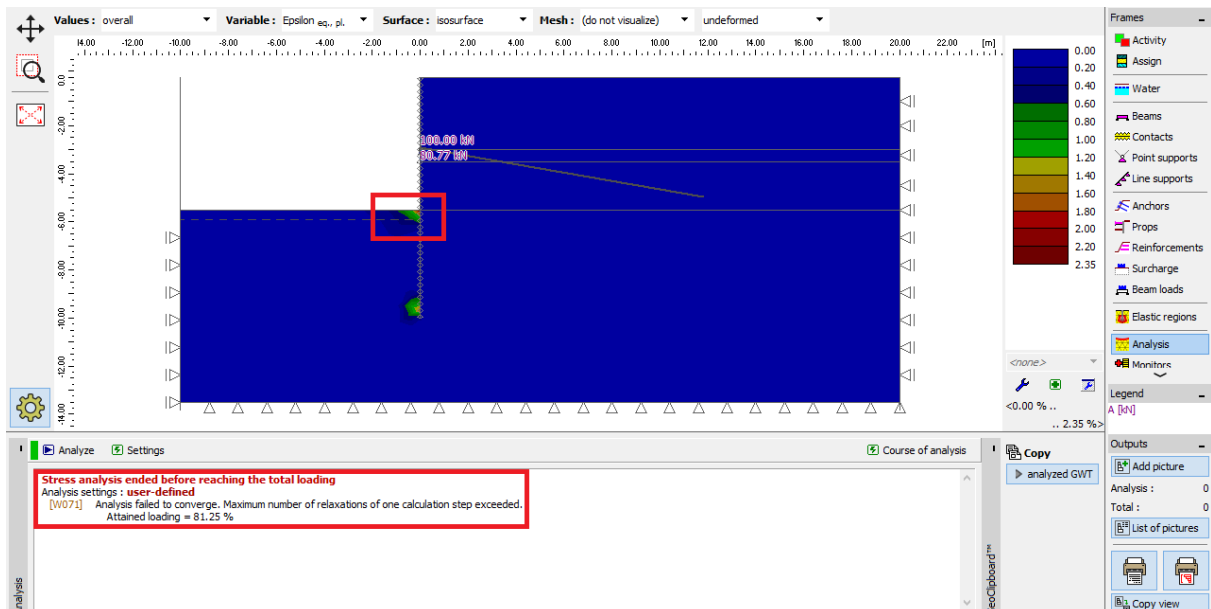 Values : overall Variable : Epsilon eq., pl. Surface : isosurface Mesh : (do not visualize) undeformed
14.00 -12.00 -10.00 -8.00 -6.00 -4.00 -2.00 0.00 2.00 4.00 6.00 8.00 10.00 12.00 14.00 16.00 18.00 20.00 22.00 [m]
0.0
-2.00
-4.00
-6.00
-8.00
-10.00
-12.00
-14.00
100.00 kN
0.00
0.20
0.40
0.60
0.80
1.00
1.20
1.40
1.60
1.80
2.00
2.20
2.35
<none>
<0.00 % ..
.. 2.35 %>
Frames
Activity
Assign
Water
Beams
Contacts
Point supports
Line supports
Anchors
Props
Reinforcements
Surcharge
Beam loads
Elastic regions
Analysis
Monitors
Legend
A [kN]
Analyze Settings Course of analysis
Stress analysis ended before reaching the total loading
Analysis settings : user-defined
[W071] Analysis failed to converge. Maximum number of relaxations of one calculation step exceeded.
Attained loading = 81.25 %
Copy
analyzed GWT
Outputs
Add picture
Analysis : 0
Total : 0
List of pictures
Copy view
nalysis
eoClipboard™